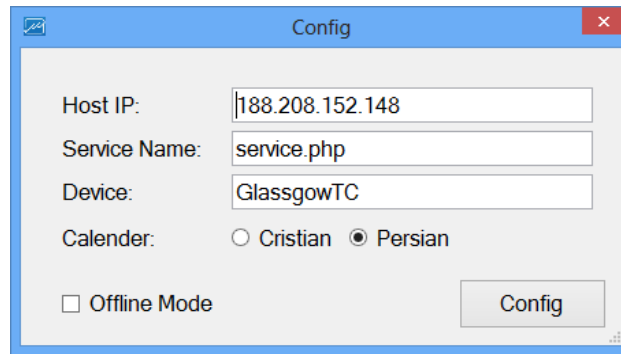 Config
Host IP: 188.208.152.148
Service Name: service.php
Device: GlassgowTC
Calender: Cristian Persian
Offline Mode Config